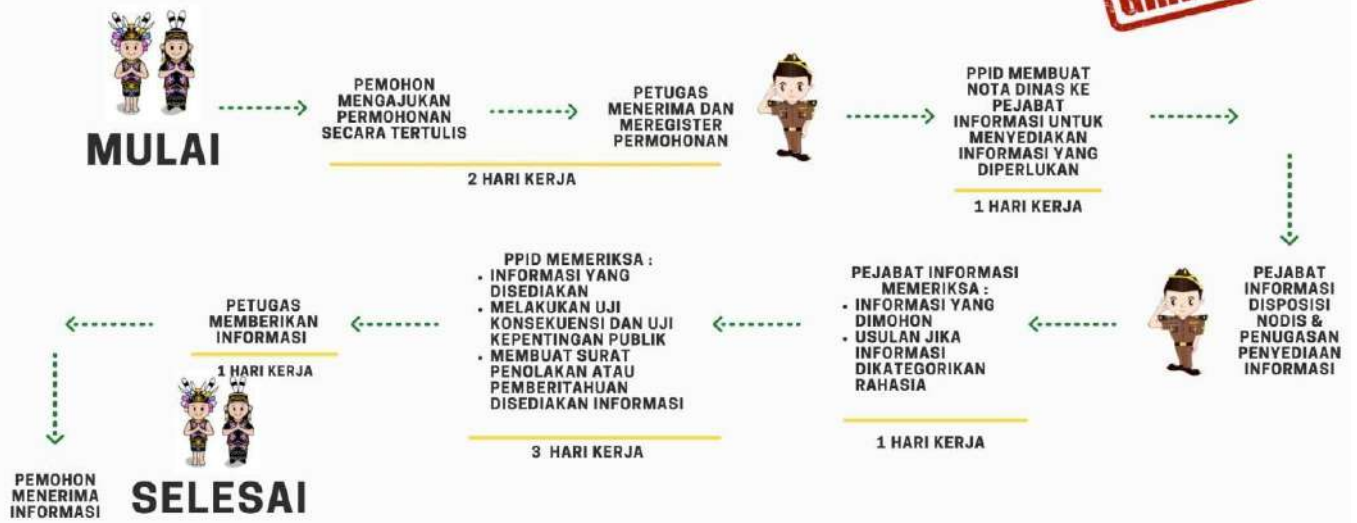 MULAI
PEMOHON
MENGAJUKAN
PERMOHONAN
SECARA TERTULIS
PETUGAS
MENERIMA DAN
MEREGISTER
PERMOHONAN
2 HARI KERJA
PPID MEMBUAT
NOTA DINAS KE
PEJABAT
INFORMASI UNTUK
MENYEDIAKAN
INFORMASI YANG
DIPERLUKAN
1 HARI KERJA
PEJABAT
INFORMASI
DISPOSISI
NODIS &
PENUGASAN
PENYEDIAAN
INFORMASI
PEJABAT INFORMASI
MEMERIKSA :
• INFORMASI YANG
DIMOHON
• USULAN JIKA
INFORMASI
DIKATEGORIKAN
RAHASIA
1 HARI KERJA
PPID MEMERIKSA :
• INFORMASI YANG
DISEDIAKAN
• MELAKUKAN UJI
KONSEKUENSI DAN UJI
KEPENTINGAN PUBLIK
• MEMBUAT SURAT
PENOLAKAN ATAU
PEMBERITAHUAN
DISEDIAKAN INFORMASI
3 HARI KERJA
PETUGAS
MEMBERIKAN
INFORMASI
1 HARI KERJA
PEMOHON
MENERIMA
INFORMASI
SELESAI